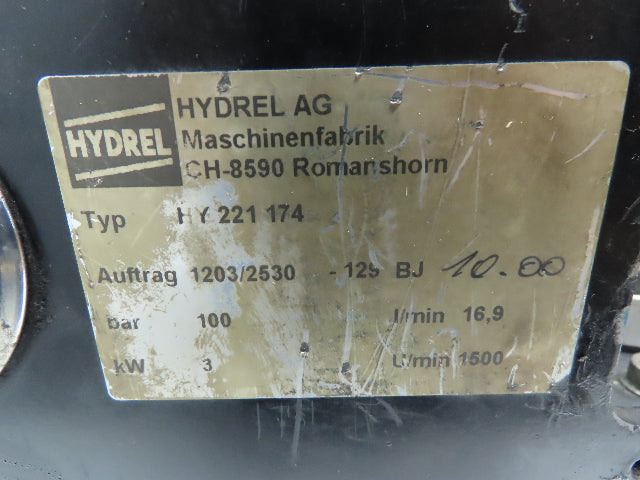 HYDREL
HYDREL AG
Maschinenfabrik
CH-8590 Romanshorn
Typ HY 221 174
Auftrag 1203/2530 - 129 BJ 10.00
bar 100 l/min 16,9
kW 3 U/min 1500